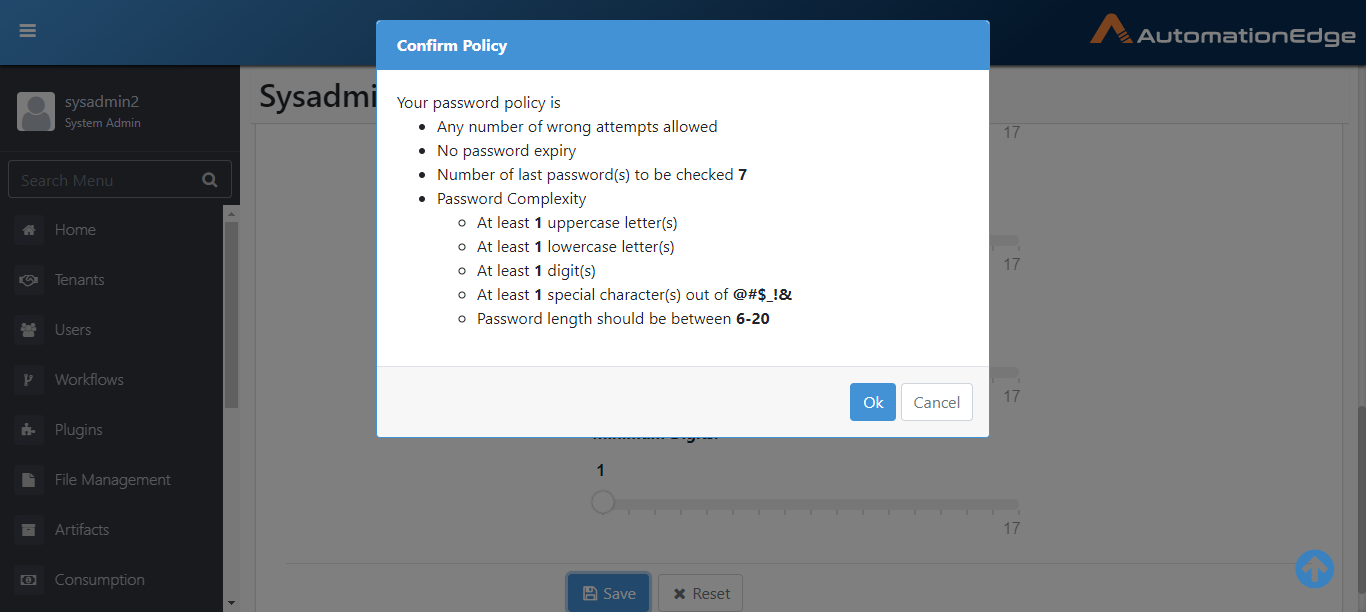 AutomationEdge
Confirm Policy
sysadmin2
System Admin
Search Menu
Home
Tenants
Users
Workflows
Plugins
File Management
Artifacts
Consumption
Sysadmi
Your password policy is
Any number of wrong attempts allowed
No password expiry
Number of last password(s) to be checked 7
Password Complexity
At least 1 uppercase letter(s)
At least 1 lowercase letter(s)
At least 1 digit(s)
At least 1 special character(s) out of @#$_!&
Password length should be between 6-20
Ok Cancel
17
17
17
1
17
Save Reset